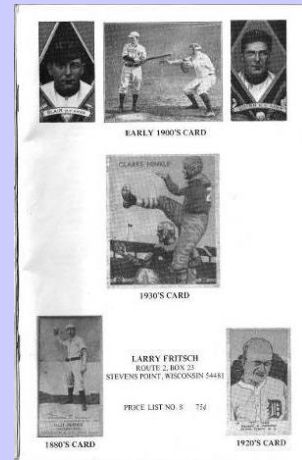 EARLY 1900'S CARD
CLARKE HINKLE
1930'S CARD
LARRY FRITSCH
ROUTE 2, BOX 23
STEVENS POINT, WISCONSIN 54481
PRICE LIST NO. 8 75¢
1880'S CARD
1920'S CARD